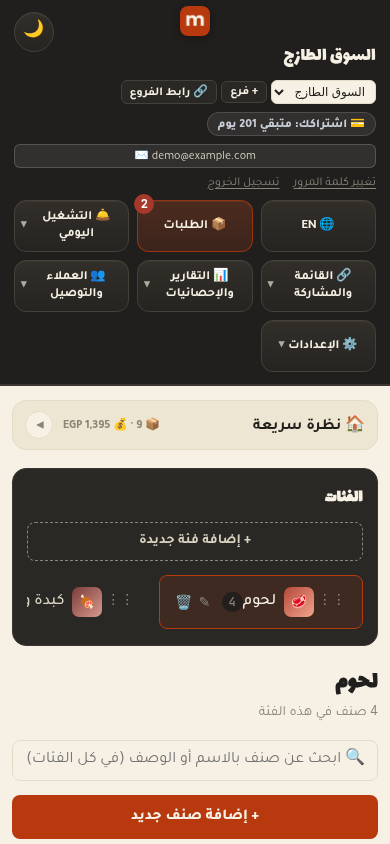 m
السوق الطازج
السوق الطازج
+ فرع
🔗 رابط الفروع
💳 اشتراكك: متبقي 201 يوم
✉️ demo@example.com
تغيير كلمة المرور
تسجيل الخروج
🌐 EN
📦 الطلبات
2
🛎️ التشغيل اليومي ▾
🔗 القائمة والمشاركة ▾
📊 التقارير والإحصائيات ▾
👥 العملاء والتوصيل ▾
⚙️ الإعدادات ▾
🏠 نظرة سريعة
📦 9 · 💰 1,395 EGP
الفئات
+ إضافة فئة جديدة
لحوم
4
كبدة و
لحوم
4 صنف في هذه الفئة
🔍 ابحث عن صنف بالاسم أو الوصف (في كل الفئات)
+ إضافة صنف جديد